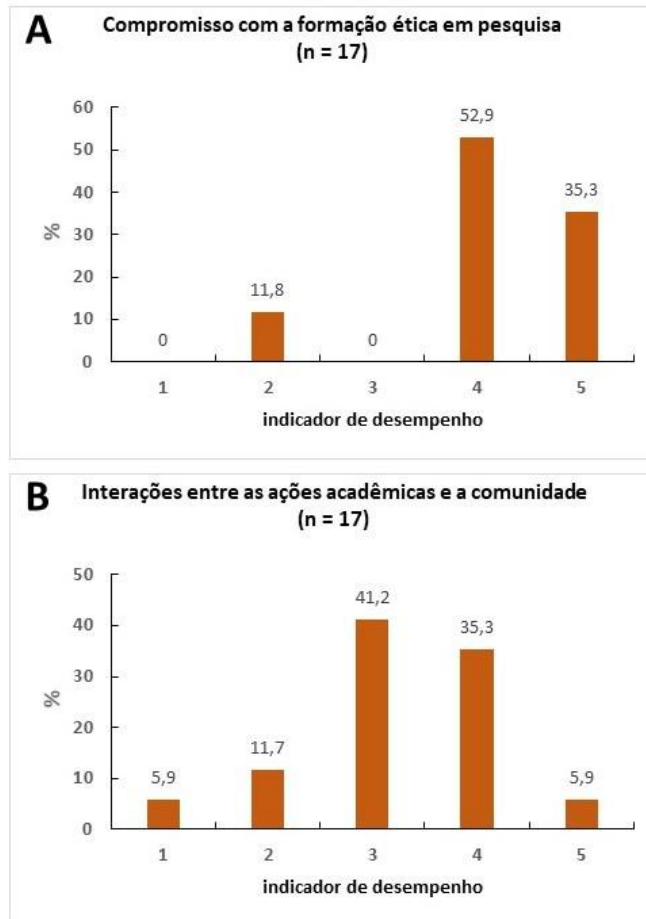 A
Compromisso com a formação ética em pesquisa
(n = 17)
60
50
40
30
20
10
0
%
0
11,8
0
52,9
35,3
1 2 3 4 5
indicador de desempenho
B
Interações entre as ações acadêmicas e a comunidade
(n = 17)
50
40
30
20
10
0
%
5,9
11,7
41,2
35,3
5,9
1 2 3 4 5
indicador de desempenho